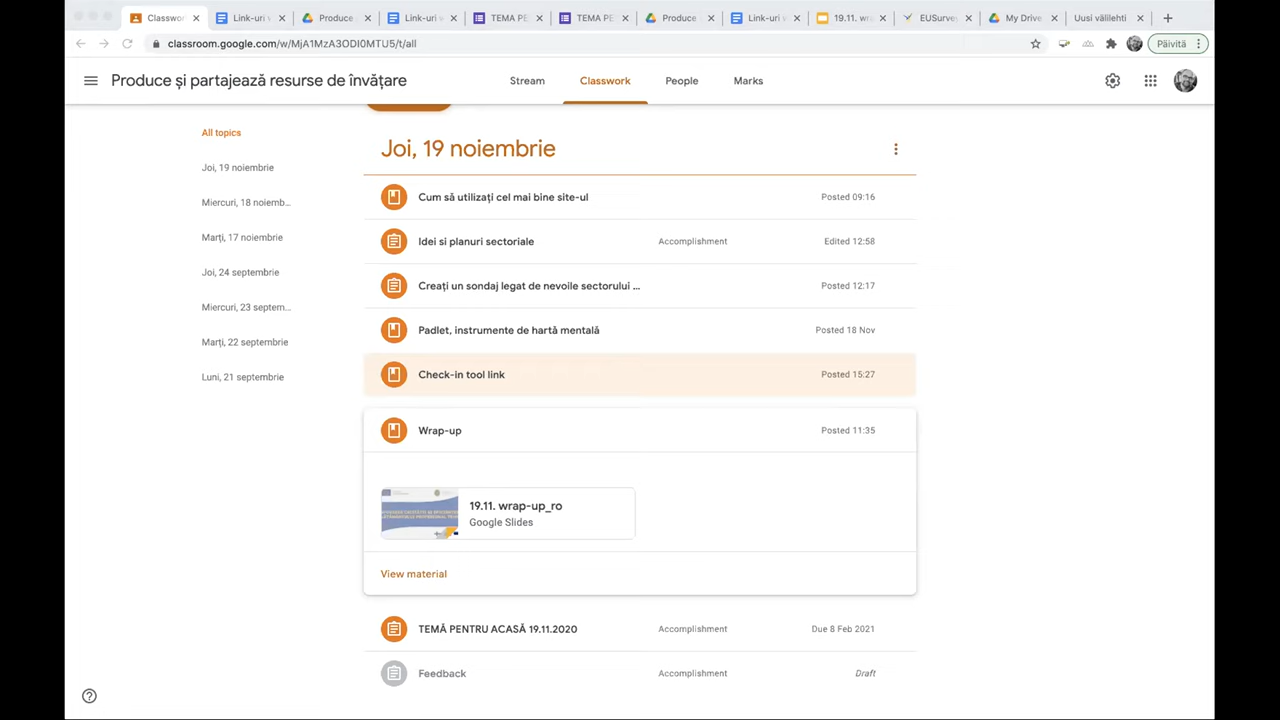 Classwork
Link-uri v
Produce
Link-uri v
TEMA PE
TEMA PE
Produce
Link-uri v
19.11. wra
EUSurvey
My Drive
Uusi välilehti
classroom.google.com/w/MjA1MzA3ODI0MTU5/t/all
Päivitä
Produce și partajează resurse de învățare
Stream
Classwork
People
Marks
All topics
Joi, 19 noiembrie
Miercuri, 18 noiemb...
Marți, 17 noiembrie
Joi, 24 septembrie
Miercuri, 23 septem...
Marți, 22 septembrie
Luni, 21 septembrie
Joi, 19 noiembrie
Cum să utilizați cel mai bine site-ul Posted 09:16
Idei si planuri sectoriale Accomplishment Edited 12:58
Creați un sondaj legat de nevoile sectorului ... Posted 12:17
Padlet, instrumente de hartă mentală Posted 18 Nov
Check-in tool link Posted 15:27
Wrap-up Posted 11:35
19.11. wrap-up_ro
Google Slides
View material
TEMĂ PENTRU ACASĂ 19.11.2020 Accomplishment Due 8 Feb 2021
Feedback Accomplishment Draft